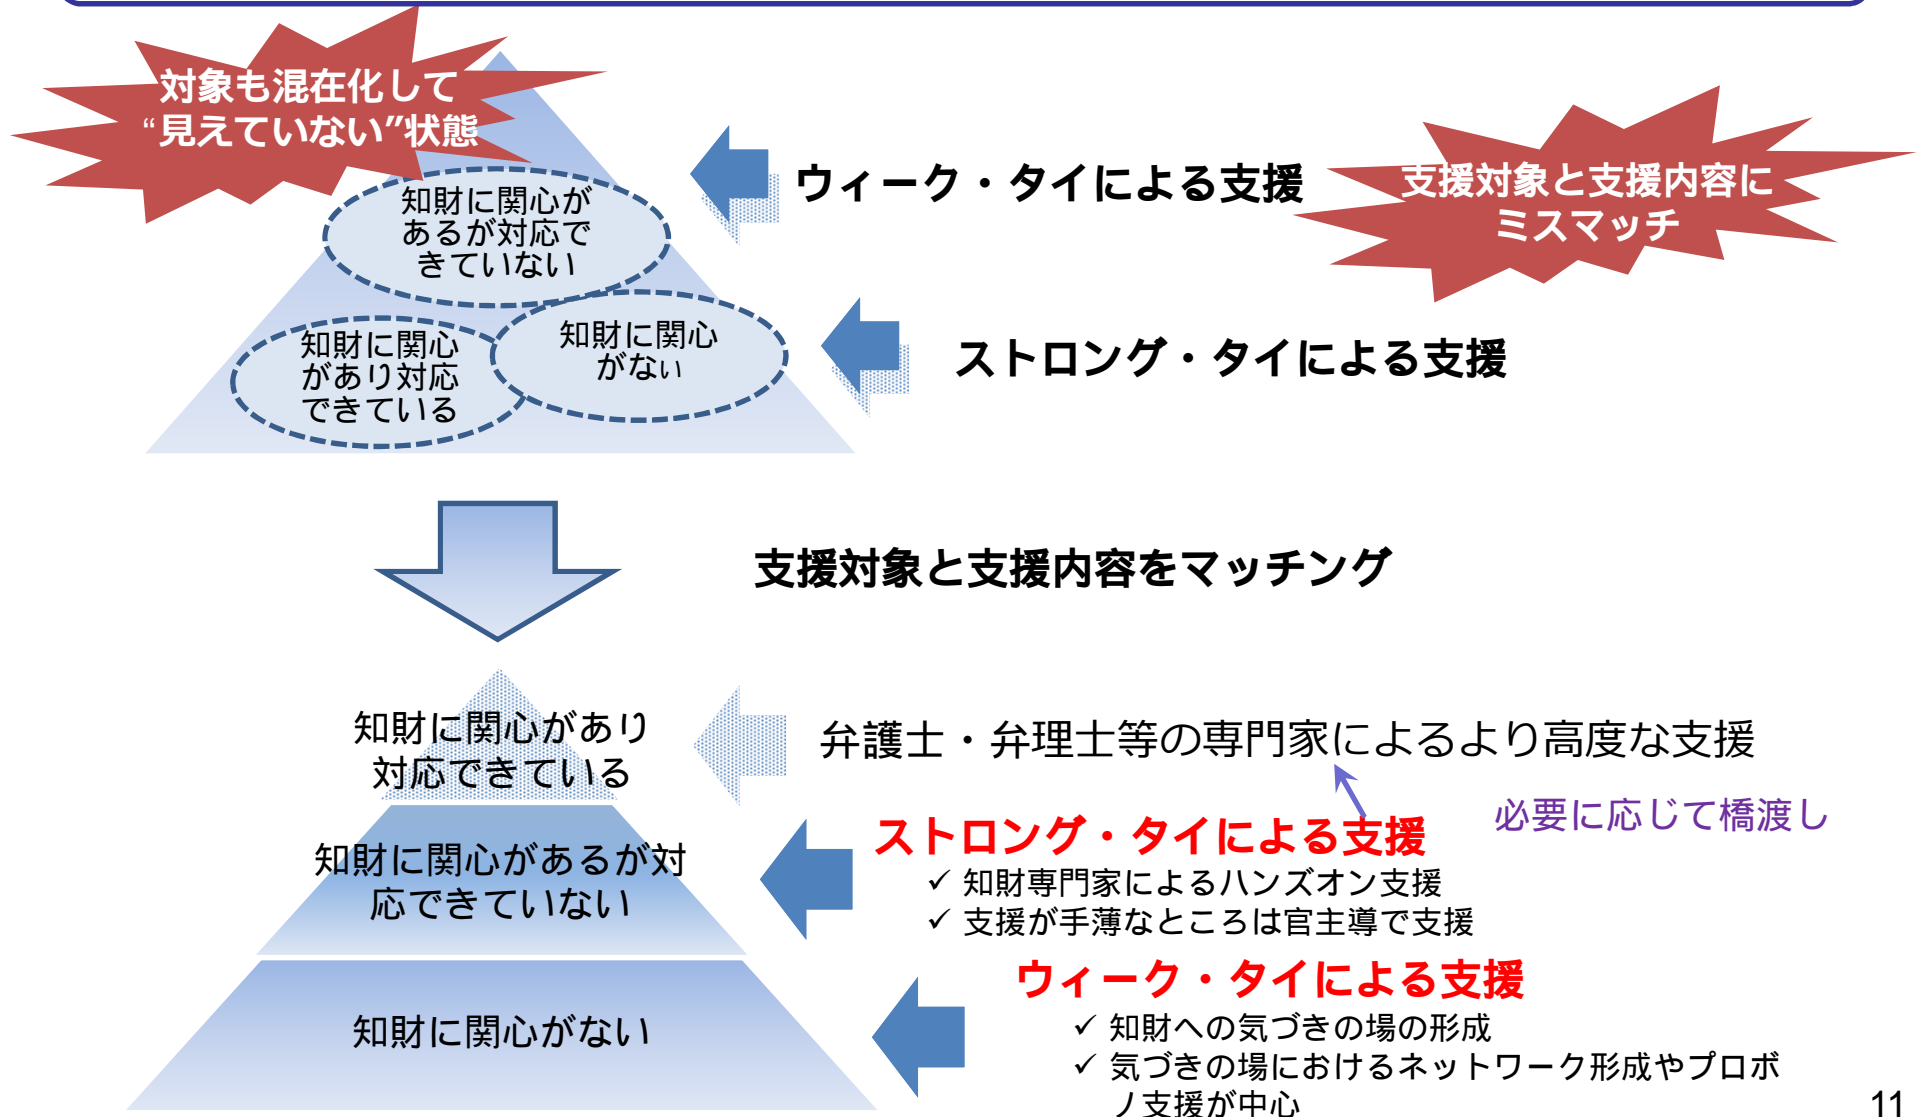 対象も混在化して
“見えていない”状態
ウィーク・タイによる支援
支援対象と支援内容に
ミスマッチ
知財に関心が
あるが対応で
きていない
知財に関心
があり対応
できている
知財に関心
がない
ストロング・タイによる支援
支援対象と支援内容をマッチング
知財に関心があり
対応できている
弁護士・弁理士等の専門家によるより高度な支援
必要に応じて橋渡し
知財に関心があるが対
応できていない
ストロング・タイによる支援
✓ 知財専門家によるハンズオン支援
✓ 支援が手薄なところは官主導で支援
知財に関心がない
ウィーク・タイによる支援
✓ 知財への気づきの場の形成
✓ 気づきの場におけるネットワーク形成やプロボ
ノ支援が中心
11